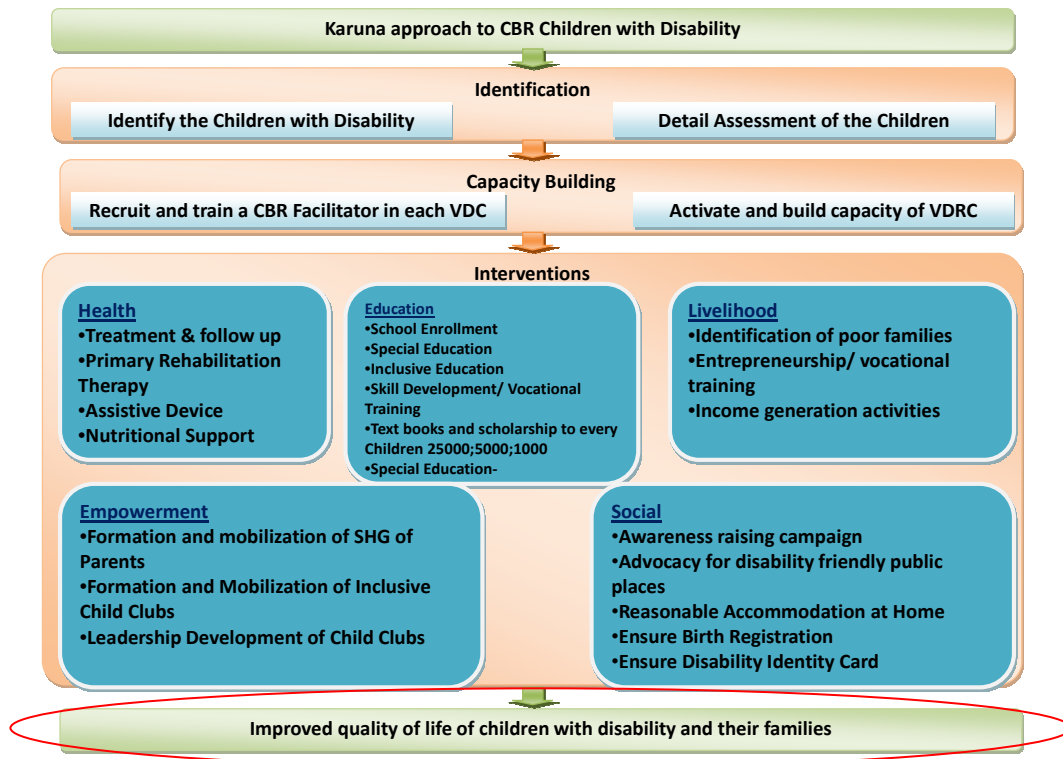 Karuna approach to CBR Children with Disability
Identification
Identify the Children with Disability
Detail Assessment of the Children
Capacity Building
Recruit and train a CBR Facilitator in each VDC
Activate and build capacity of VDRC
Interventions
Health
•Treatment & follow up
•Primary Rehabilitation
Therapy
•Assistive Device
•Nutritional Support
Education
•School Enrollment
•Special Education
•Inclusive Education
•Skill Development/ Vocational
Training
•Text books and scholarship to every
Children 25000;5000;1000
•Special Education-
Livelihood
•Identification of poor families
•Entrepreneurship/ vocational
training
•Income generation activities
Empowerment
•Formation and mobilization of SHG of
Parents
•Formation and Mobilization of Inclusive
Child Clubs
•Leadership Development of Child Clubs
Social
•Awareness raising campaign
•Advocacy for disability friendly public
places
•Reasonable Accommodation at Home
•Ensure Birth Registration
•Ensure Disability Identity Card
Improved quality of life of children with disability and their families